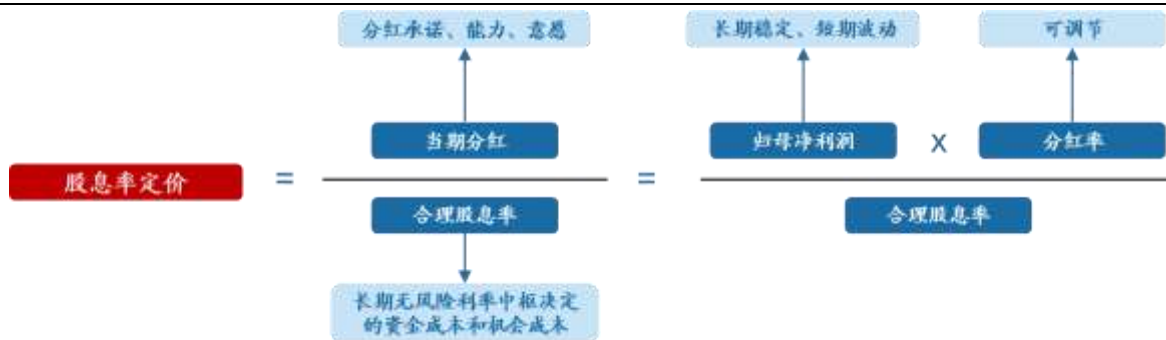 分红承诺、能力、意愿
长期稳定、短期波动
可调节
当期分红
归母净利润
X
分红率
股息率定价
=
=
合理股息率
合理股息率
长期无风险利率中枢决定
的资金成本和机会成本